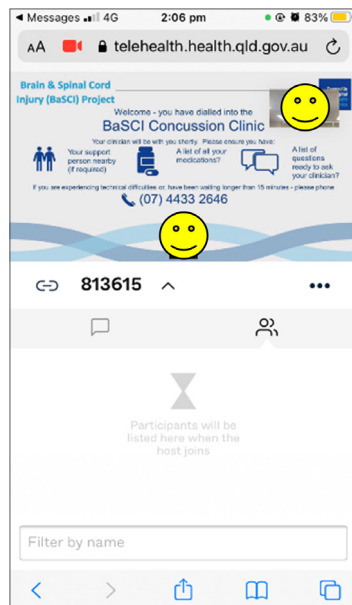 Messages 4G 2:06 pm 83%
AA telehealth.health.qld.gov.au
Brain & Spinal Cord
Injury (BaSCI) Project
Welcome - you have dialled into the
BaSCI Concussion Clinic
Your clinician will be with you shortly. Please ensure you have:
Your support
person nearby
(if required)
A list of all your
medications?
A list of
questions
ready to ask
your clinician?
If you are experiencing technical difficulties or, have been waiting longer than 15 minutes - please phone
(07) 4433 2646
813615
Participants will be
listed here when the
host joins
Filter by name